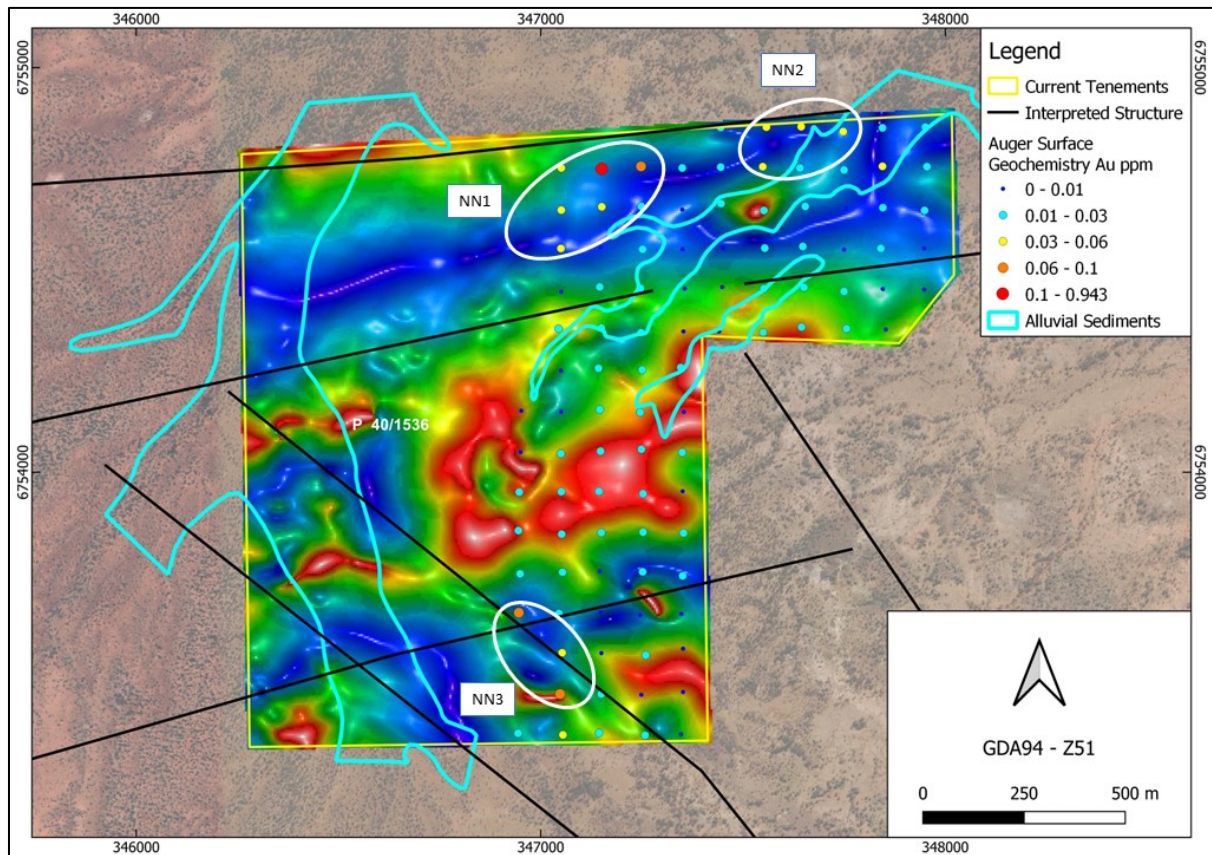 346000
347000
348000
6755000
6755000
NN2
Legend
Current Tenements
Interpreted Structure
Auger Surface
Geochemistry Au ppm
0 - 0.01
0.01 - 0.03
0.03 - 0.06
0.06 - 0.1
0.1 - 0.943
Alluvial Sediments
NN1
P 40/1536
6754000
6754000
NN3
GDA94 - Z51
0
250
500 m
346000
347000
348000